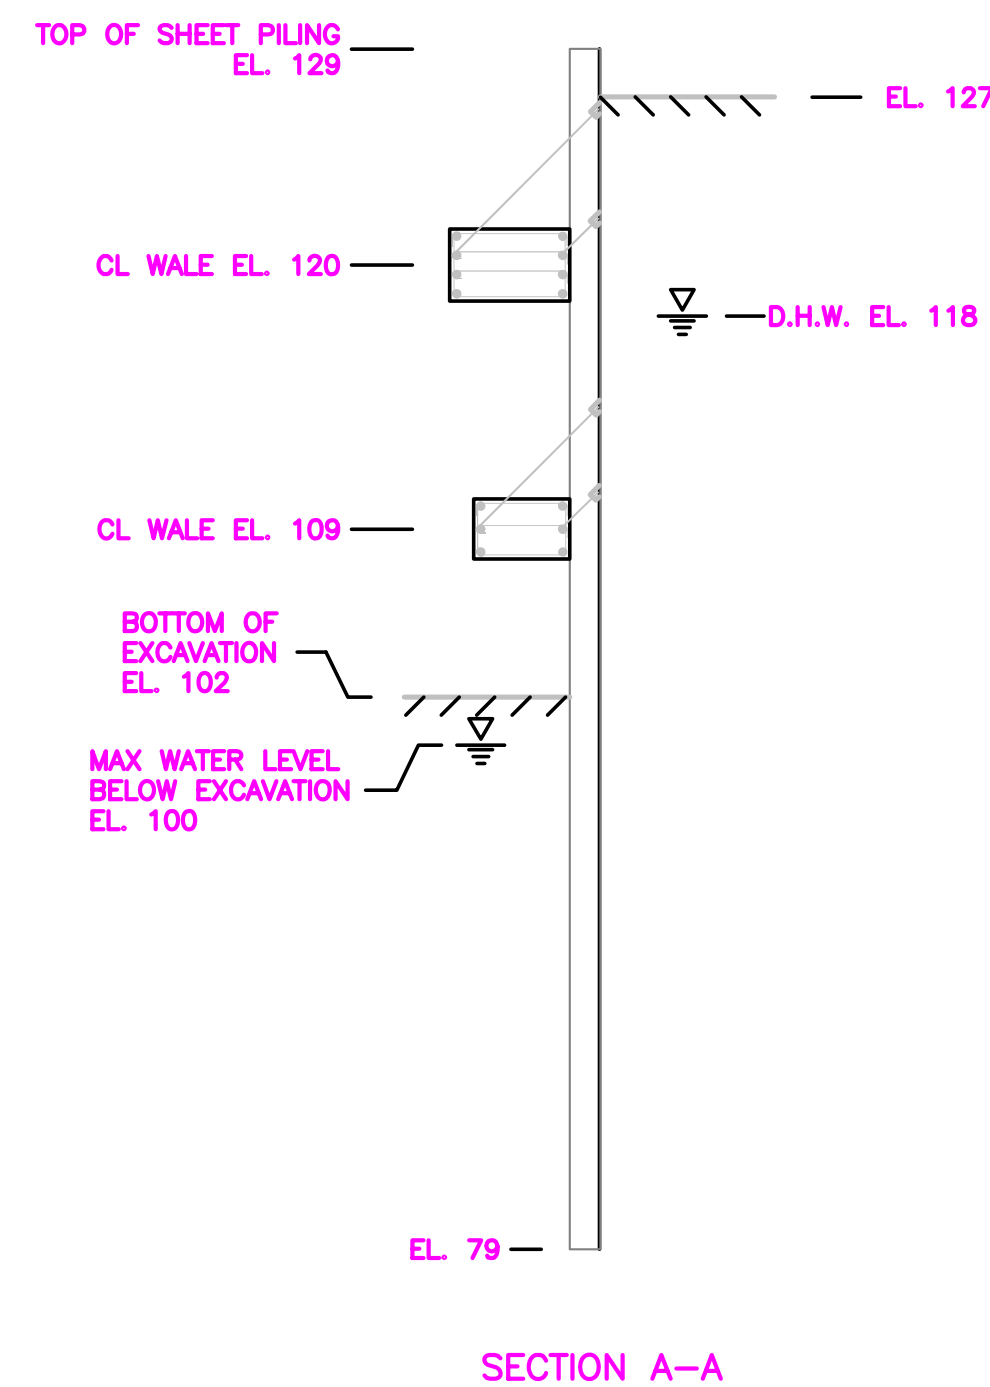 TOP OF SHEET PILING
EL. 129
EL. 127
CL WALE EL. 120
D.H.W. EL. 118
CL WALE EL. 109
BOTTOM OF
EXCAVATION
EL. 102
MAX WATER LEVEL
BELOW EXCAVATION
EL. 100
EL. 79
SECTION A-A